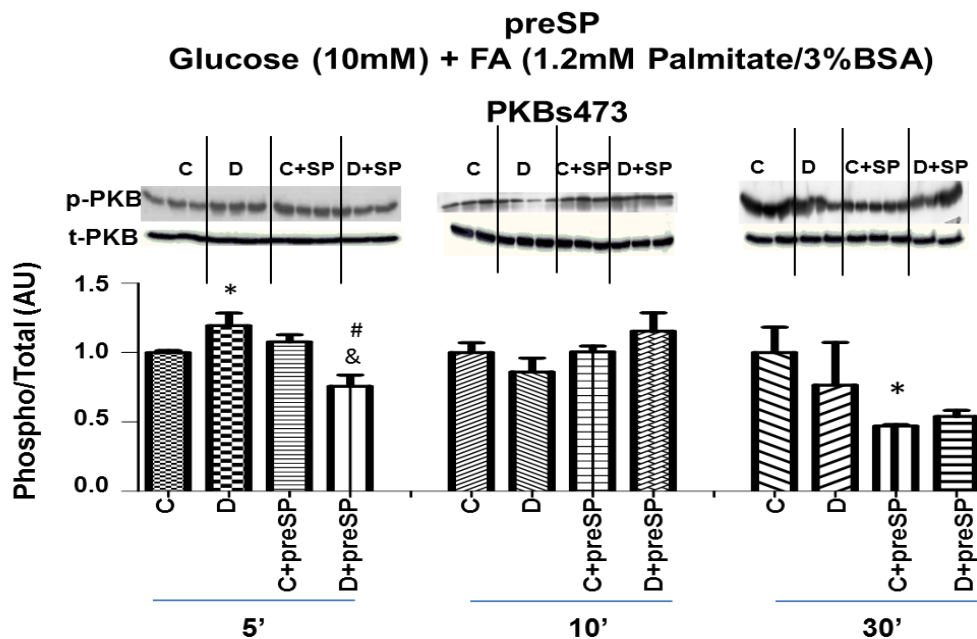 preSP
Glucose (10mM) + FA (1.2mM Palmitate/3%BSA)
PKBs473
C D C+SP D+SP C D C+SP D+SP C D C+SP D+SP
p-PKB
t-PKB
Phospho/Total (AU)
1.5
1.0
0.5
0.0
* # & *
C D C+preSP D+preSP C D C+preSP D+preSP C D C+preSP D+preSP
5’ 10’ 30’